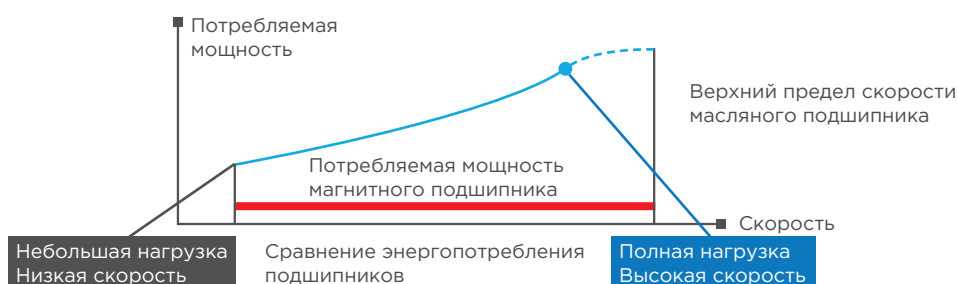 Потребляемая
мощность
Верхний предел скорости
масляного подшипника
Потребляемая мощность
магнитного подшипника
Скорость
Небольшая нагрузка
Низкая скорость
Сравнение энергопотребления
подшипников
Полная нагрузка
Высокая скорость